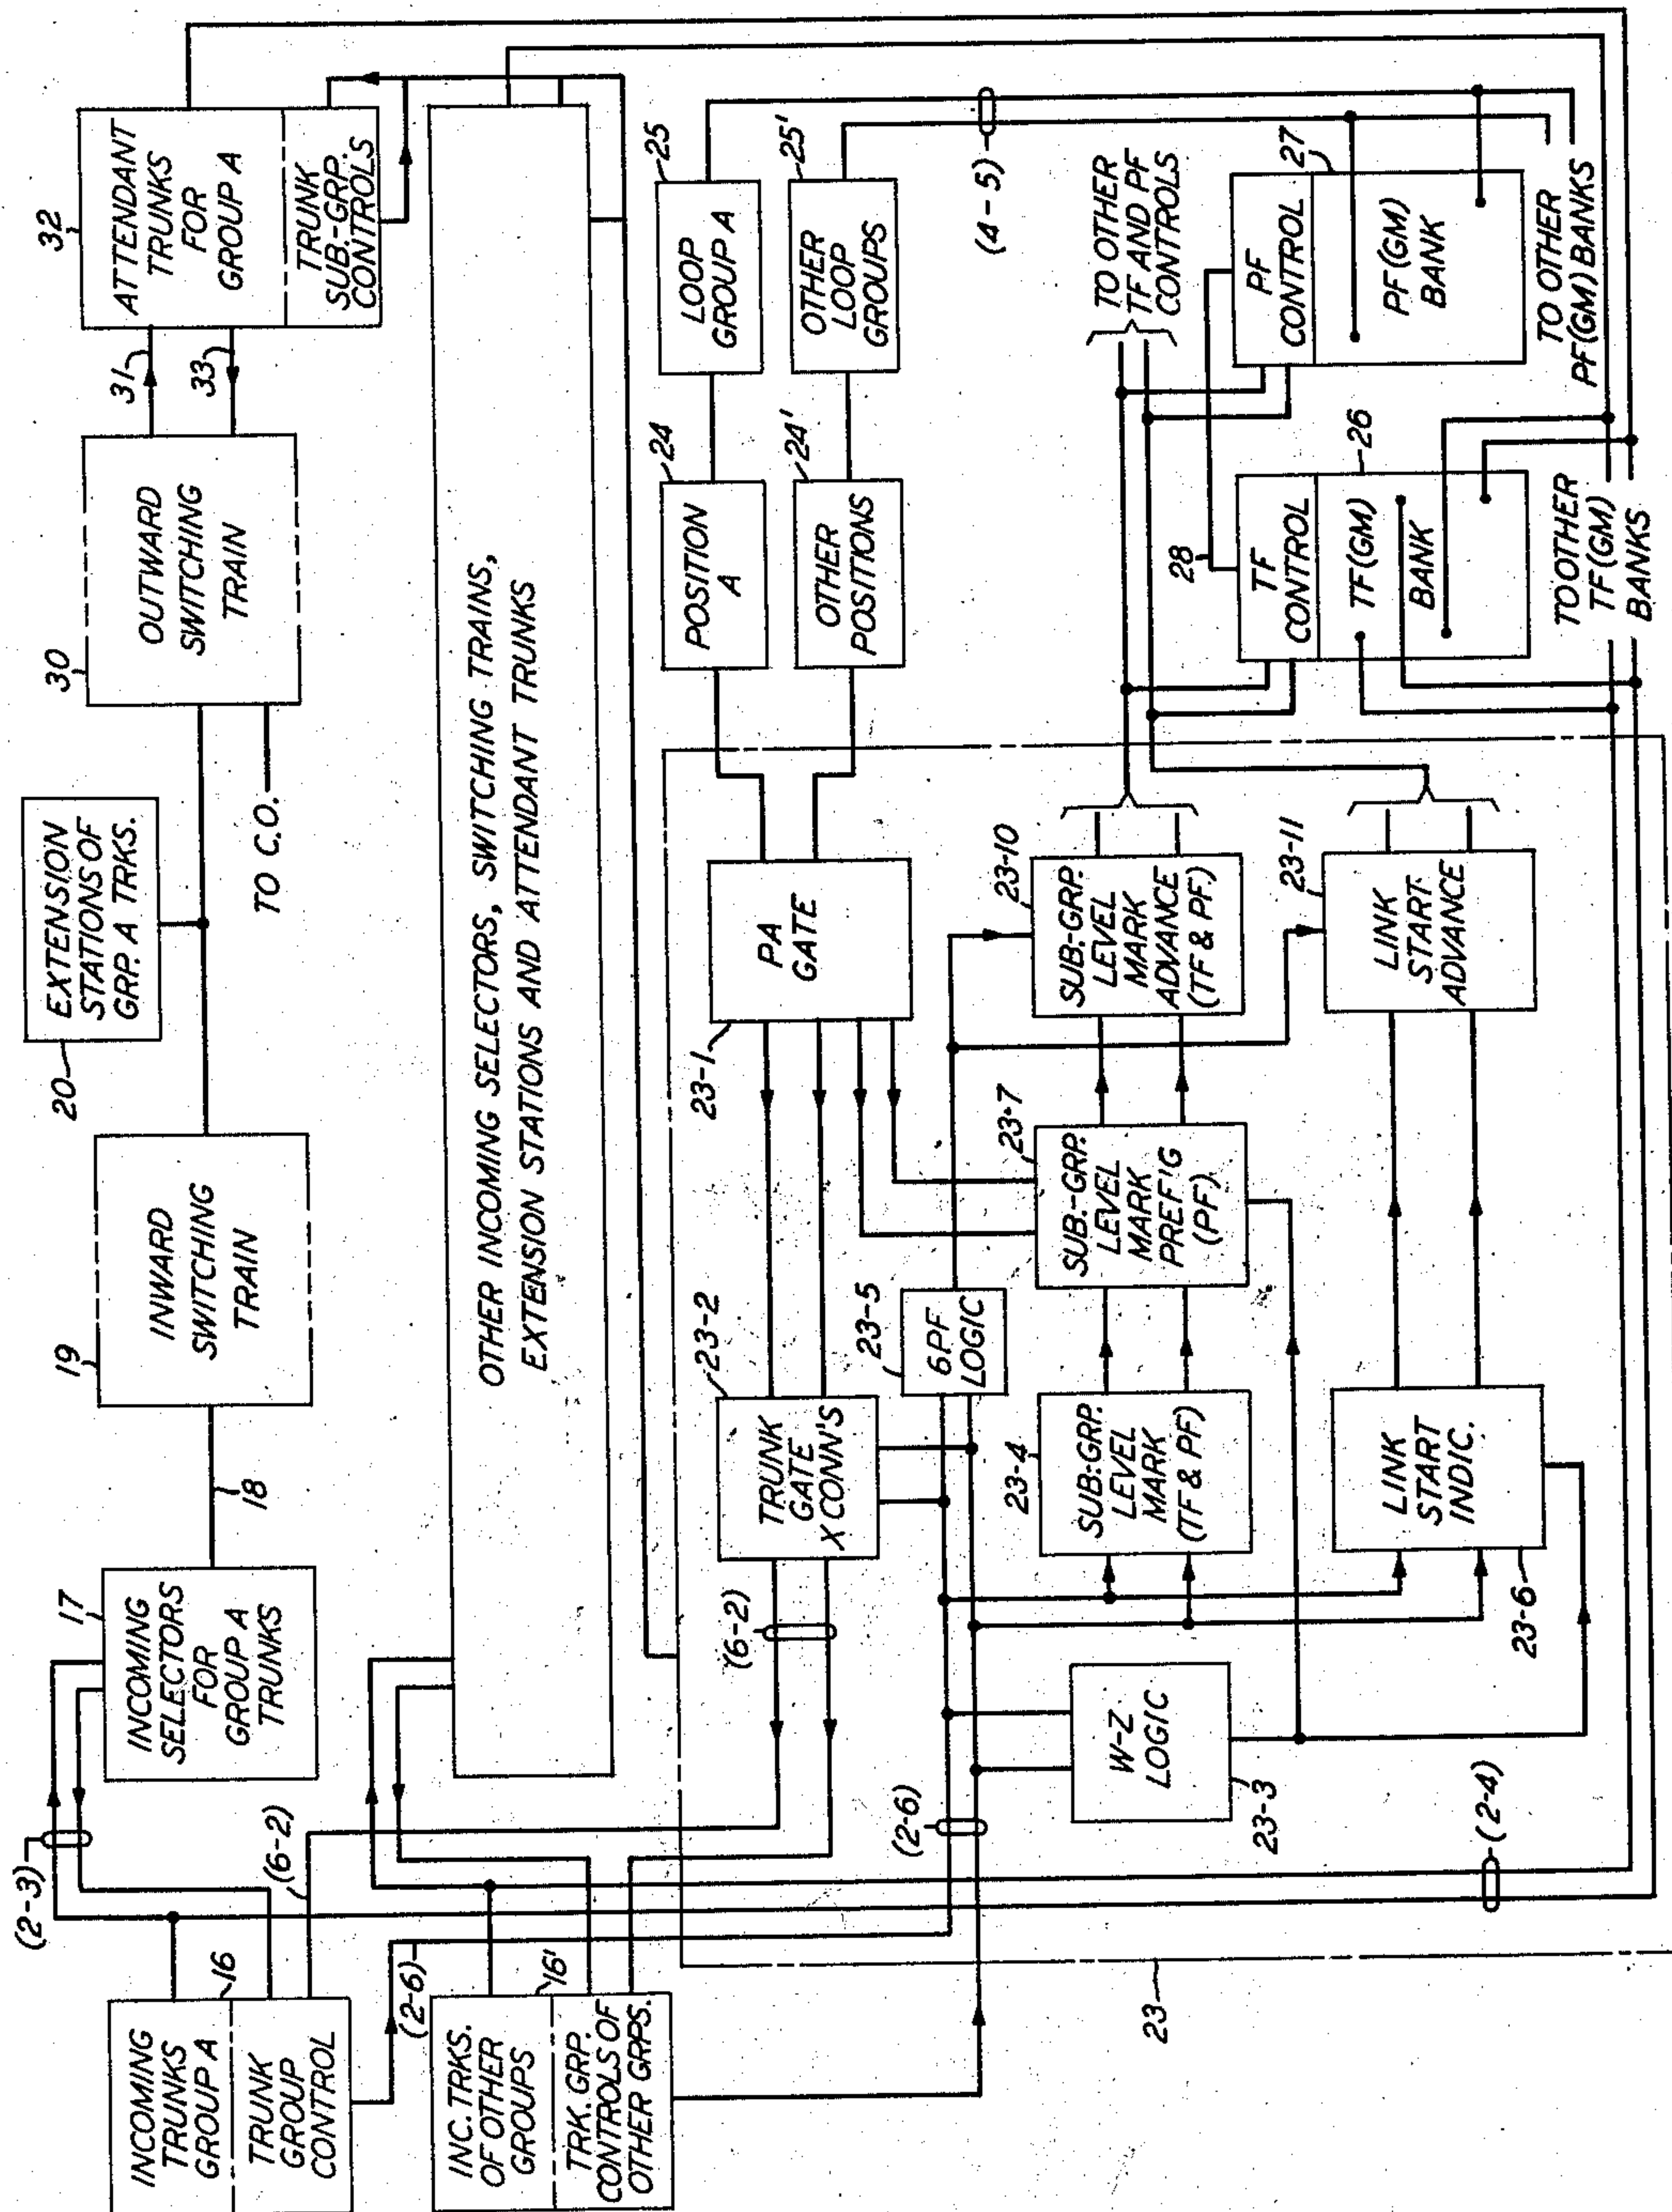 (2-3)
17
INCOMING
SELECTORS
FOR
GROUP A
TRUNKS
18
19
INWARD
SWITCHING
TRAIN
20
EXTENSION
STATIONS OF
GRP. A TRKS.
TO C.O.
30
OUTWARD
SWITCHING
TRAIN
31
33
32
ATTENDANT
TRUNKS
FOR
GROUP A
TRUNK
SUB.-GRP.
CONTROLS
INCOMING
TRUNKS
GROUP A
16
TRUNK
GROUP
CONTROL
(6-2)
(2-6)
INC. TRKS.
OF OTHER
GROUPS
16'
TRK. GRP.
CONTROLS OF
OTHER GRPS.
OTHER INCOMING SELECTORS, SWITCHING TRAINS,
EXTENSION STATIONS AND ATTENDANT TRUNKS
23
(6-2)
(2-6)
(2-4)
23-2
TRUNK
GATE
X CONN'S
23-1
PA
GATE
24
POSITION
A
24'
OTHER
POSITIONS
25
LOOP
GROUP A
25'
OTHER
LOOP
GROUPS
(4-5)
23-5
6PF
LOGIC
W-Z
LOGIC
23-3
23-4
SUB.-GRP.
LEVEL
MARK
(TF & PF)
23-7
SUB.-GRP.
LEVEL
MARK
PREF'G
(PF)
23-10
SUB.-GRP.
LEVEL
MARK
ADVANCE
(TF & PF)
LINK
START
INDIC.
23-6
23-11
LINK
START
ADVANCE
TO OTHER
TF AND PF
CONTROLS
28
TF
CONTROL
26
TF(GM)
BANK
PF
CONTROL
27
PF(GM)
BANK
TO OTHER
TF(GM)
BANKS
TO OTHER
PF(GM) BANKS